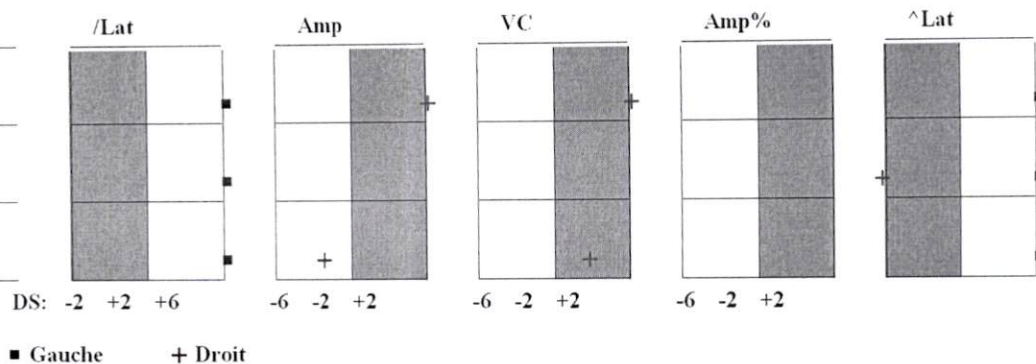 /Lat Amp VC Amp% ^Lat
DS: -2 +2 +6 -6 -2 +2 -6 -2 +2 -6 -2 +2
■ Gauche + Droit